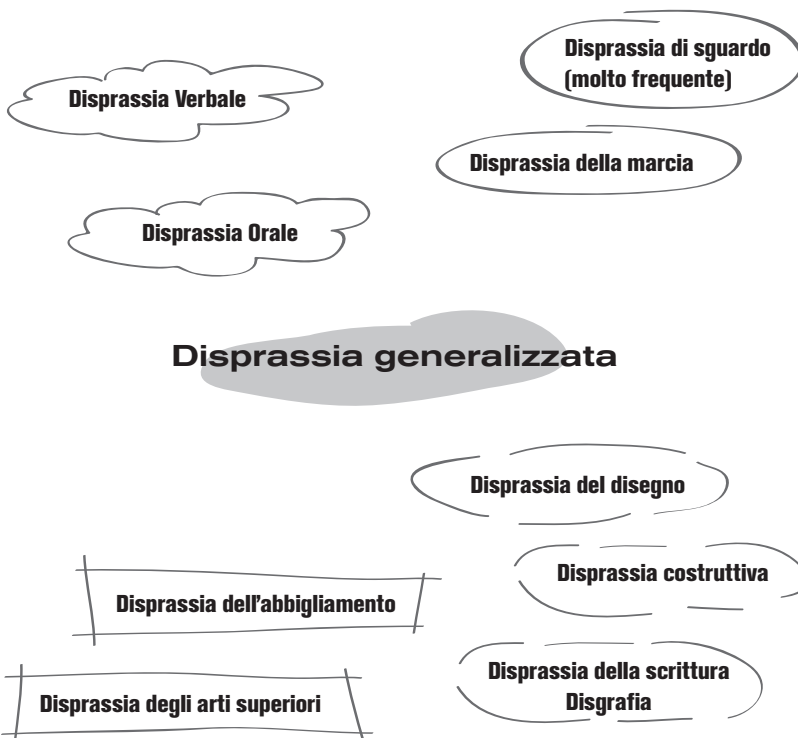 Disprassia di sguardo
(molto frequente)
Disprassia Verbale
Disprassia della marcia
Disprassia Orale
Disprassia generalizzata
Disprassia del disegno
Disprassia costruttiva
Disprassia dell'abbigliamento
Disprassia della scrittura
Disgrafia
Disprassia degli arti superiori